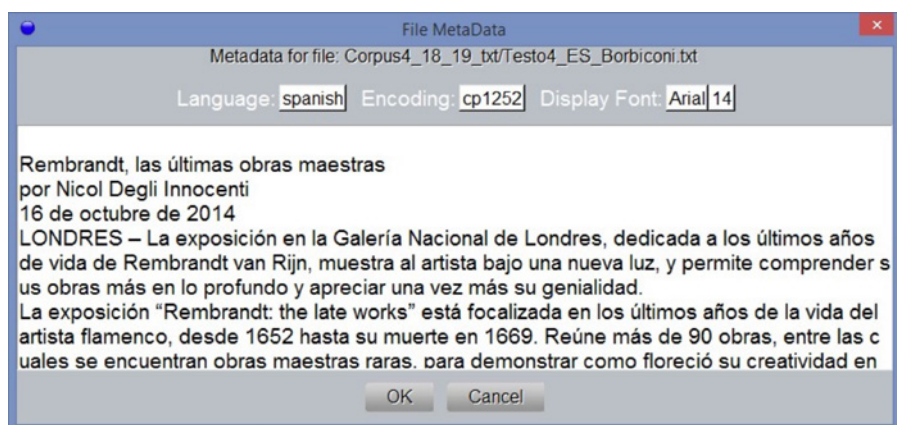 File MetaData
Metadata for file: Corpus4_18_19_txt/Testo4_ES_Borbiconi.txt
Language: spanish Encoding: cp1252 Display Font: Arial 14
Rembrandt, las últimas obras maestras
por Nicol Degli Innocenti
16 de octubre de 2014
LONDRES – La exposición en la Galería Nacional de Londres, dedicada a los últimos años
de vida de Rembrandt van Rijn, muestra al artista bajo una nueva luz, y permite comprender s
us obras más en lo profundo y apreciar una vez más su genialidad.
La exposición “Rembrandt: the late works” está focalizada en los últimos años de la vida del
artista flamenco, desde 1652 hasta su muerte en 1669. Reúne más de 90 obras, entre las c
uales se encuentran obras maestras raras, para demonstrar como floreció su creatividad en
OK Cancel